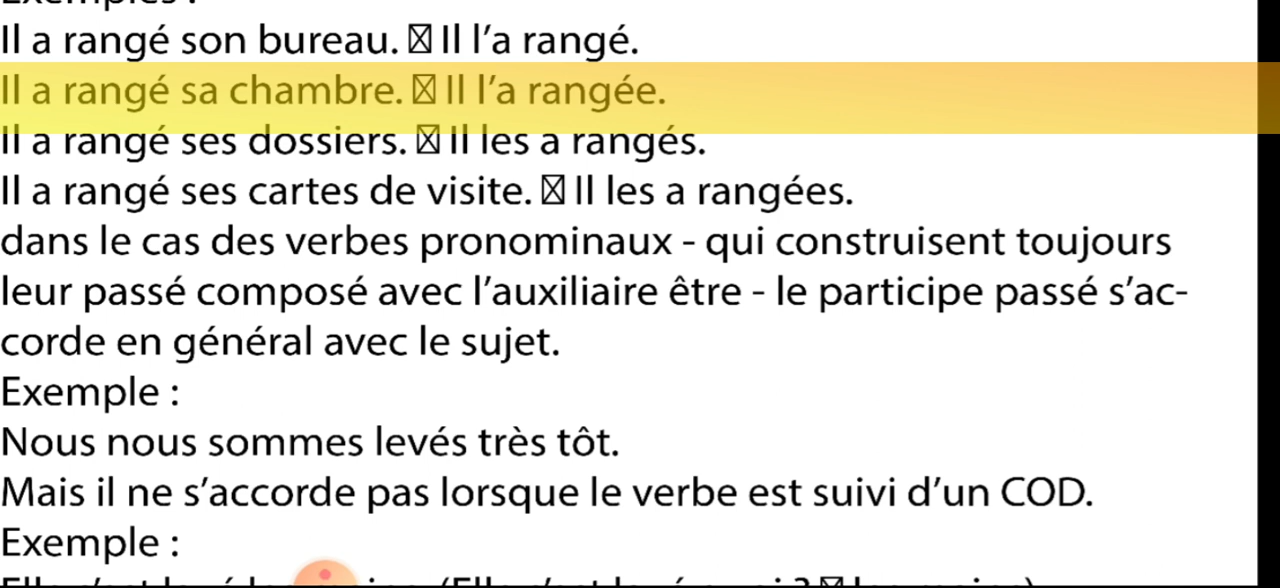 Exemples :
Il a rangé son bureau. Il l’a rangé.
Il a rangé sa chambre. Il l’a rangée.
Il a rangé ses dossiers. Il les a rangés.
Il a rangé ses cartes de visite. Il les a rangées.
dans le cas des verbes pronominaux - qui construisent toujours
leur passé composé avec l’auxiliaire être - le participe passé s’ac-
corde en général avec le sujet.
Exemple :
Nous nous sommes levés très tôt.
Mais il ne s’accorde pas lorsque le verbe est suivi d’un COD.
Exemple :